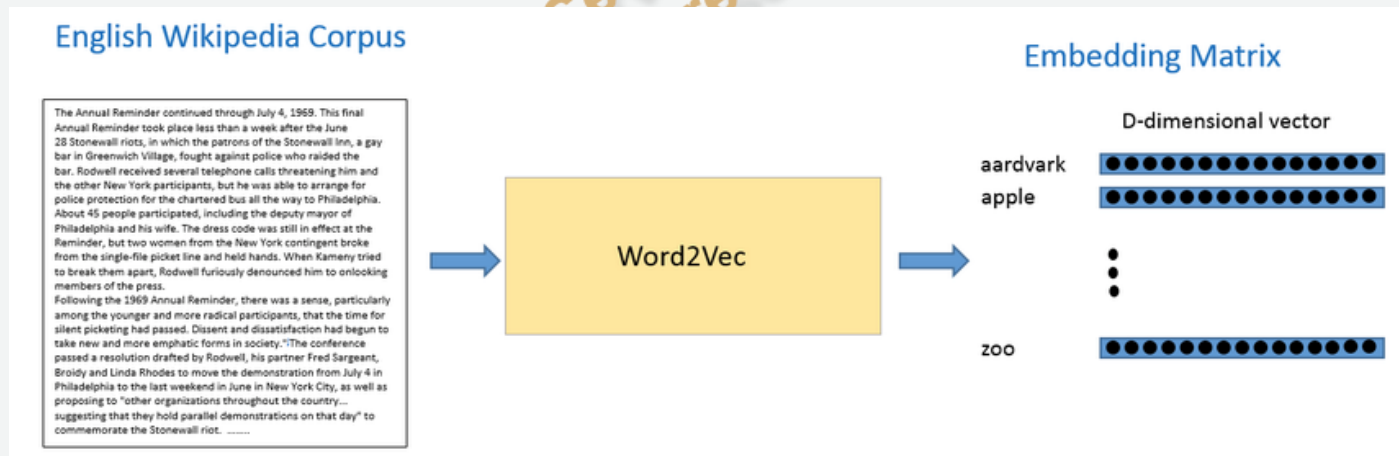 English Wikipedia Corpus
The Annual Reminder continued through July 4, 1969. This final
Annual Reminder took place less than a week after the June
28 Stonewall riots, in which the patrons of the Stonewall Inn, a gay
bar in Greenwich Village, fought against police who raided the
bar. Rodwell received several telephone calls threatening him and
the other New York participants, but he was able to arrange for
police protection for the chartered bus all the way to Philadelphia.
About 45 people participated, including the deputy mayor of
Philadelphia and his wife. The dress code was still in effect at the
Reminder, but two women from the New York contingent broke
from the single-file picket line and held hands. When Kameny tried
to break them apart, Rodwell furiously denounced him to onlooking
members of the press.
Following the 1969 Annual Reminder, there was a sense, particularly
among the younger and more radical participants, that the time for
silent picketing had passed. Dissent and dissatisfaction had begun to
take new and more emphatic forms in society."The conference
passed a resolution drafted by Rodwell, his partner Fred Sargeant,
Broidy and Linda Rhodes to move the demonstration from July 4 in
Philadelphia to the last weekend in June in New York City, as well as
proposing to "other organizations throughout the country...
suggesting that they hold parallel demonstrations on that day" to
commemorate the Stonewall riot. ........
Word2Vec
Embedding Matrix
D-dimensional vector
aardvark
apple
zoo